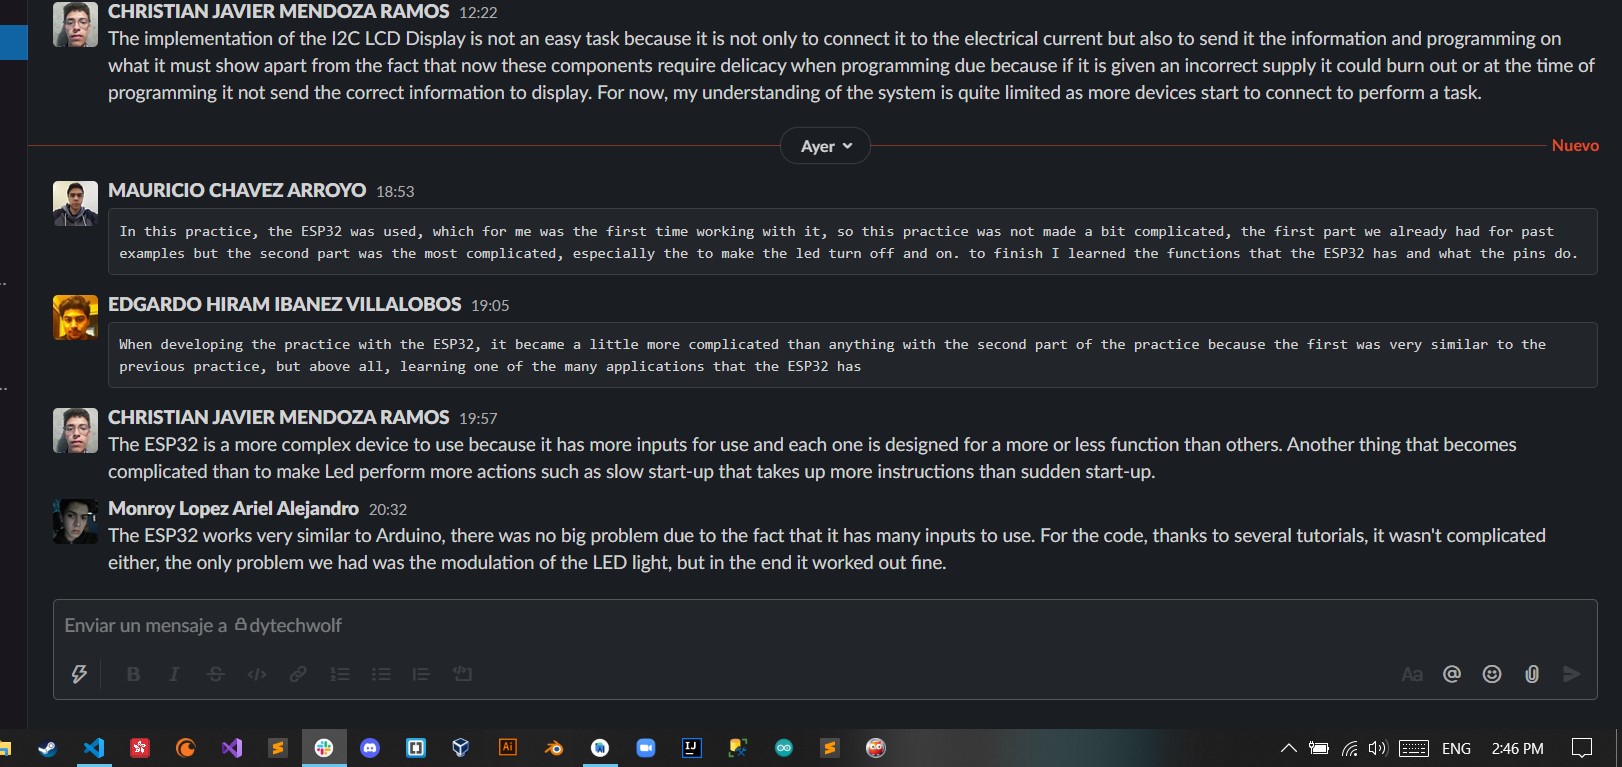 CHRISTIAN JAVIER MENDOZA RAMOS 12:22
The implementation of the I2C LCD Display is not an easy task because it is not only to connect it to the electrical current but also to send it the information and programming on
what it must show apart from the fact that now these components require delicacy when programming due because if it is given an incorrect supply it could burn out or at the time of
programming it not send the correct information to display. For now, my understanding of the system is quite limited as more devices start to connect to perform a task.
Ayer
Nuevo
MAURICIO CHAVEZ ARROYO 18:53
In this practice, the ESP32 was used, which for me was the first time working with it, so this practice was not made a bit complicated, the first part we already had for past
examples but the second part was the most complicated, especially the to make the led turn off and on. to finish I learned the functions that the ESP32 has and what the pins do.
EDGARDO HIRAM IBANEZ VILLALOBOS 19:05
When developing the practice with the ESP32, it became a little more complicated than anything with the second part of the practice because the first was very similar to the
previous practice, but above all, learning one of the many applications that the ESP32 has
CHRISTIAN JAVIER MENDOZA RAMOS 19:57
The ESP32 is a more complex device to use because it has more inputs for use and each one is designed for a more or less function than others. Another thing that becomes
complicated than to make Led perform more actions such as slow start-up that takes up more instructions than sudden start-up.
Monroy Lopez Ariel Alejandro 20:32
The ESP32 works very similar to Arduino, there was no big problem due to the fact that it has many inputs to use. For the code, thanks to several tutorials, it wasn't complicated
either, the only problem we had was the modulation of the LED light, but in the end it worked out fine.
Enviar un mensaje a dytechwolf
B I S Aa @
Ai IJ ENG 2:46 PM